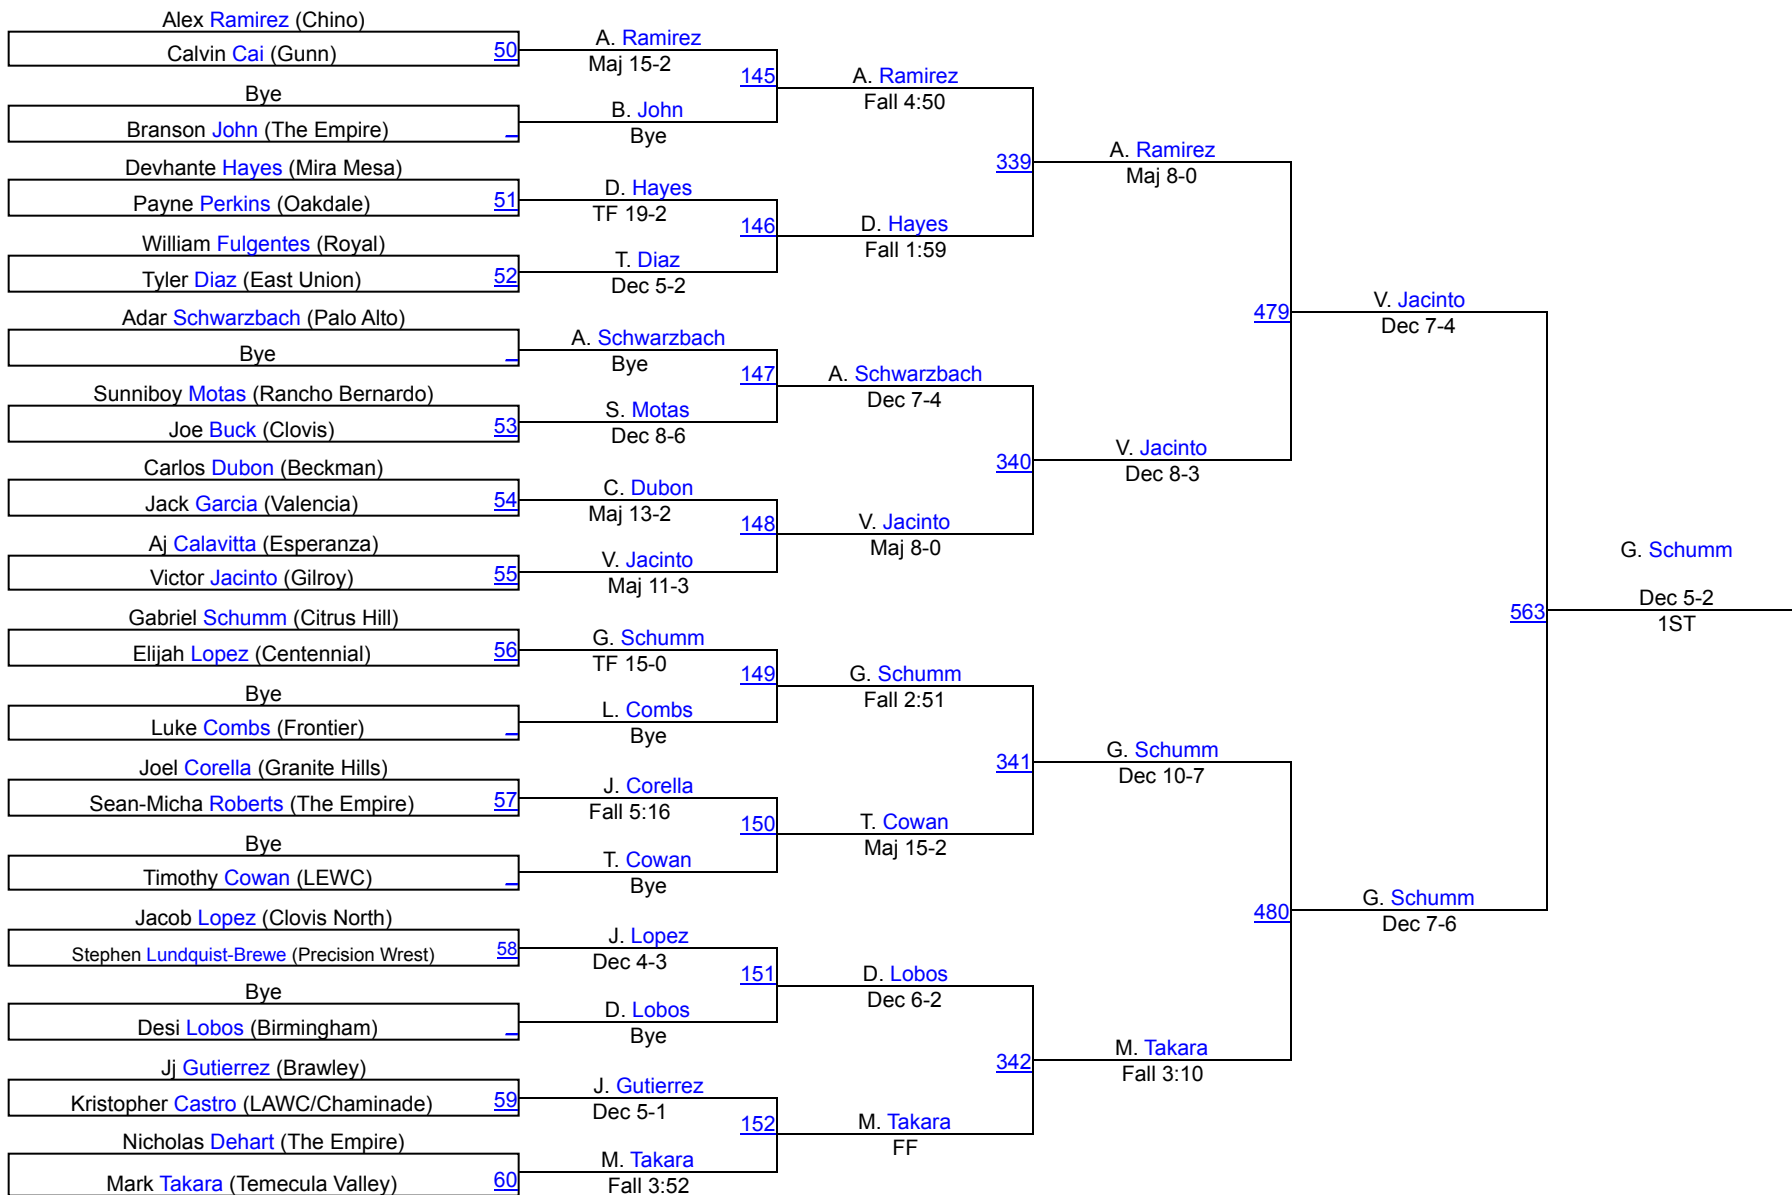 Alex Ramirez (Chino)
Calvin Cai (Gunn) 50
Bye
Branson John (The Empire)
Devhante Hayes (Mira Mesa)
Payne Perkins (Oakdale) 51
William Fulgentes (Royal)
Tyler Diaz (East Union) 52
Adar Schwarzbach (Palo Alto)
Bye
Sunniboy Motas (Rancho Bernardo)
Joe Buck (Clovis) 53
Carlos Dubon (Beckman)
Jack Garcia (Valencia) 54
Aj Calavitta (Esperanza)
Victor Jacinto (Gilroy) 55
Gabriel Schumm (Citrus Hill)
Elijah Lopez (Centennial) 56
Bye
Luke Combs (Frontier)
Joel Corella (Granite Hills)
Sean-Micha Roberts (The Empire) 57
Bye
Timothy Cowan (LEWC)
Jacob Lopez (Clovis North)
Stephen Lundquist-Brewe (Precision Wrest) 58
Bye
Desi Lobos (Birmingham)
Jj Gutierrez (Brawley)
Kristopher Castro (LAWC/Chaminade) 59
Nicholas Dehart (The Empire)
Mark Takara (Temecula Valley) 60
A. Ramirez
Maj 15-2
145
B. John
Bye
D. Hayes
TF 19-2
146
T. Diaz
Dec 5-2
A. Schwarzbach
Bye
147
S. Motas
Dec 8-6
C. Dubon
Maj 13-2
148
V. Jacinto
Maj 11-3
G. Schumm
TF 15-0
149
L. Combs
Bye
J. Corella
Fall 5:16
150
T. Cowan
Bye
J. Lopez
Dec 4-3
151
D. Lobos
Bye
J. Gutierrez
Dec 5-1
152
M. Takara
Fall 3:52
A. Ramirez
Fall 4:50
339
D. Hayes
Fall 1:59
A. Schwarzbach
Dec 7-4
340
V. Jacinto
Maj 8-0
G. Schumm
Fall 2:51
341
T. Cowan
Maj 15-2
D. Lobos
Dec 6-2
342
M. Takara
FF
A. Ramirez
Maj 8-0
479
V. Jacinto
Dec 8-3
G. Schumm
Dec 10-7
480
M. Takara
Fall 3:10
V. Jacinto
Dec 7-4
563
G. Schumm
Dec 7-6
G. Schumm
Dec 5-2
1ST